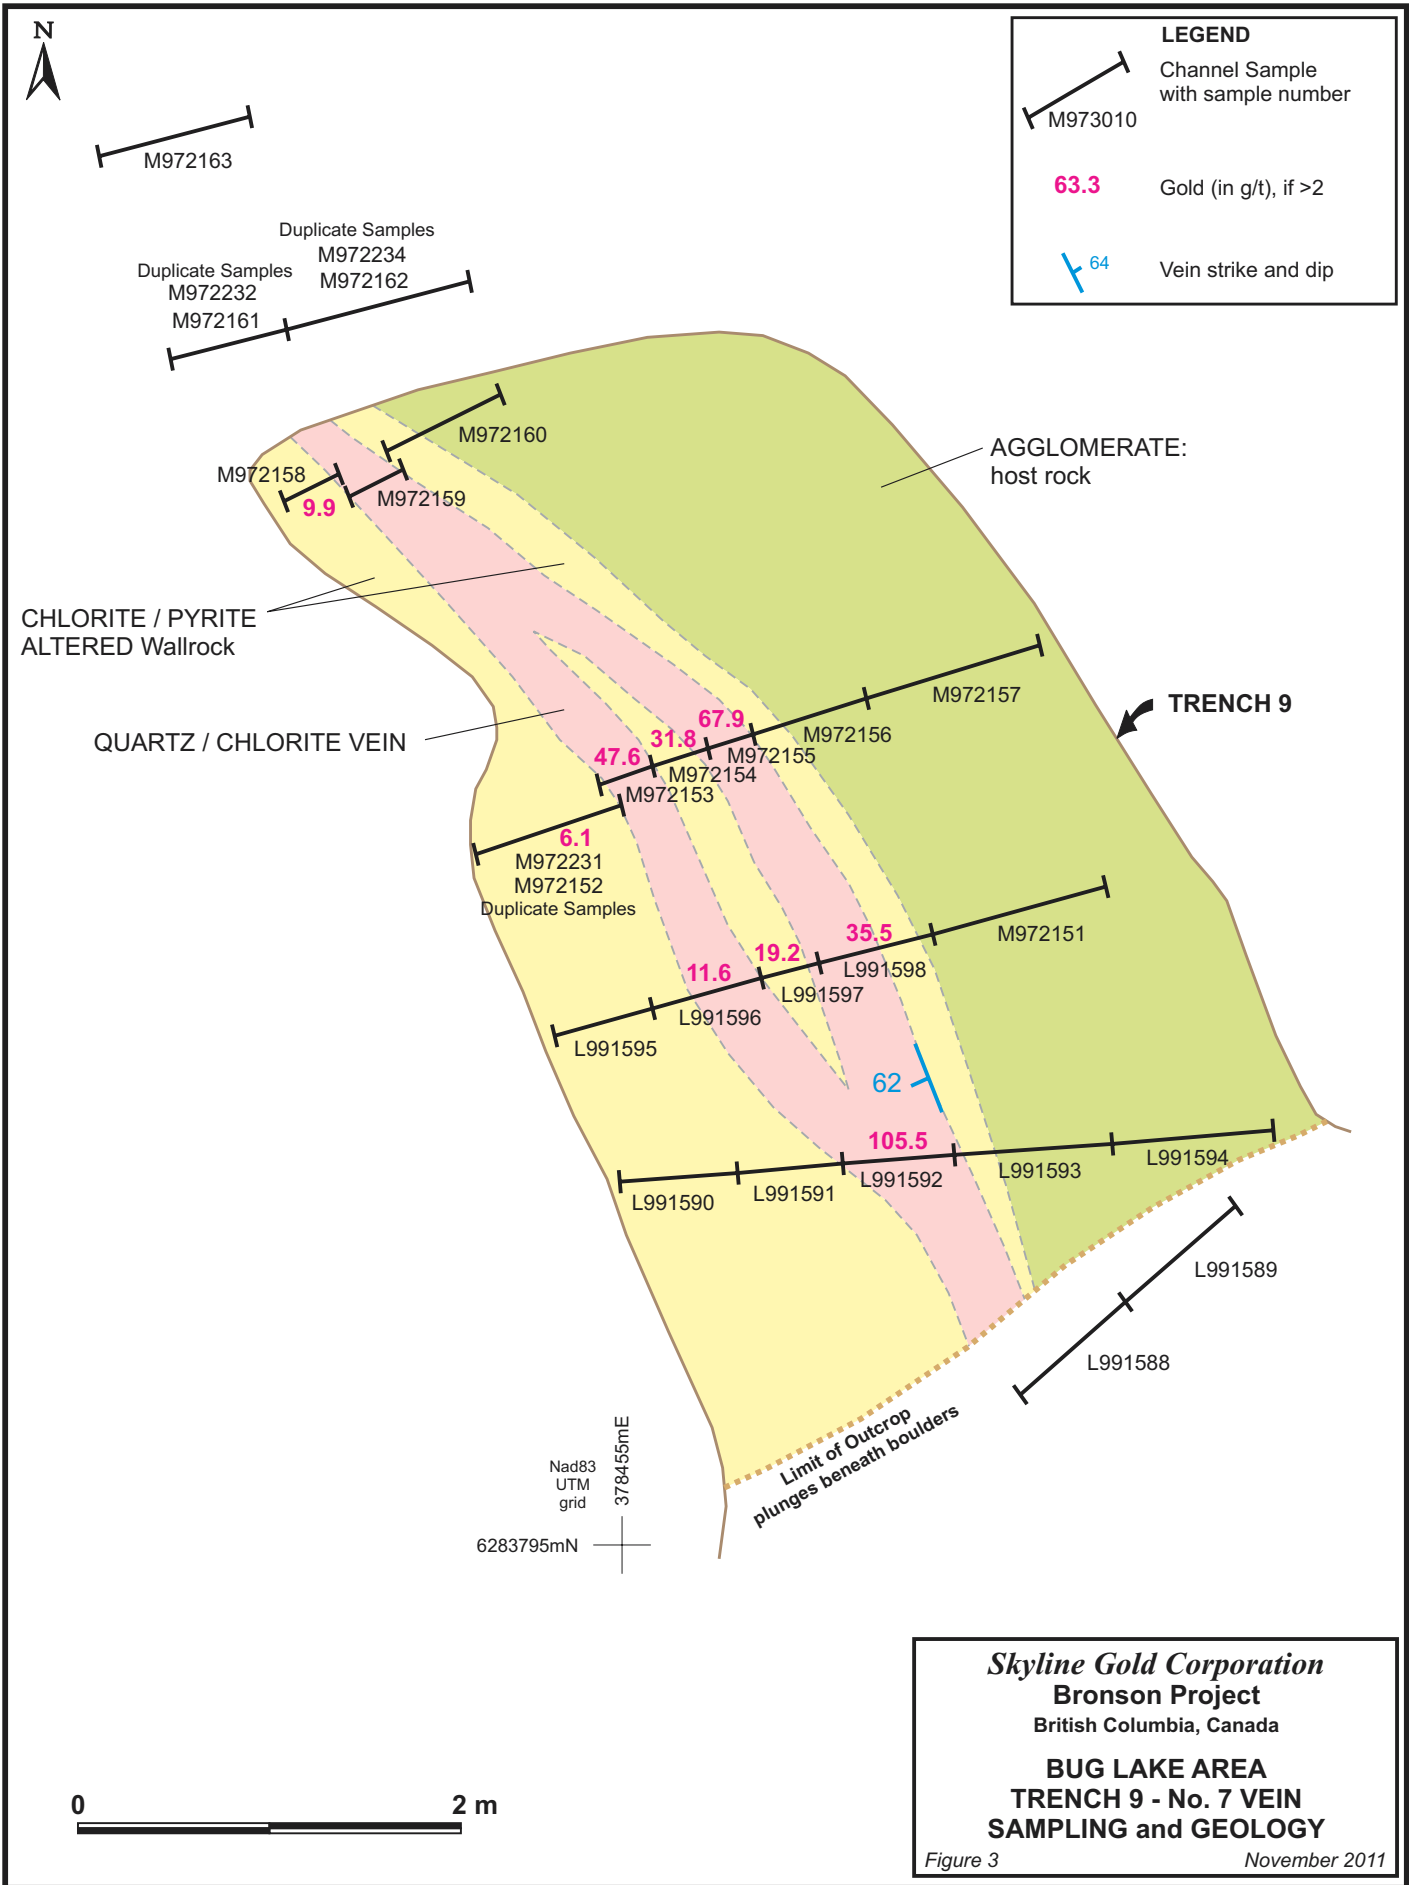 N
LEGEND
Channel Sample
with sample number
M973010
63.3
Gold (in g/t), if >2
64
Vein strike and dip
M972163
Duplicate Samples
M972234
M972162
Duplicate Samples
M972232
M972161
M972160
M972158
9.9
M972159
AGGLOMERATE:
host rock
CHLORITE / PYRITE
ALTERED Wallrock
QUARTZ / CHLORITE VEIN
TRENCH 9
M972157
67.9
M972156
31.8
M972155
47.6
M972154
M972153
6.1
M972231
M972152
Duplicate Samples
35.5
M972151
19.2
L991598
11.6
L991597
L991596
L991595
62
105.5
L991594
L991593
L991592
L991591
L991590
L991589
L991588
Limit of Outcrop
plunges beneath boulders
Nad83
UTM
grid
378455mE
6283795mN
0
2 m
Skyline Gold Corporation
Bronson Project
British Columbia, Canada
BUG LAKE AREA
TRENCH 9 - No. 7 VEIN
SAMPLING and GEOLOGY
Figure 3
November 2011